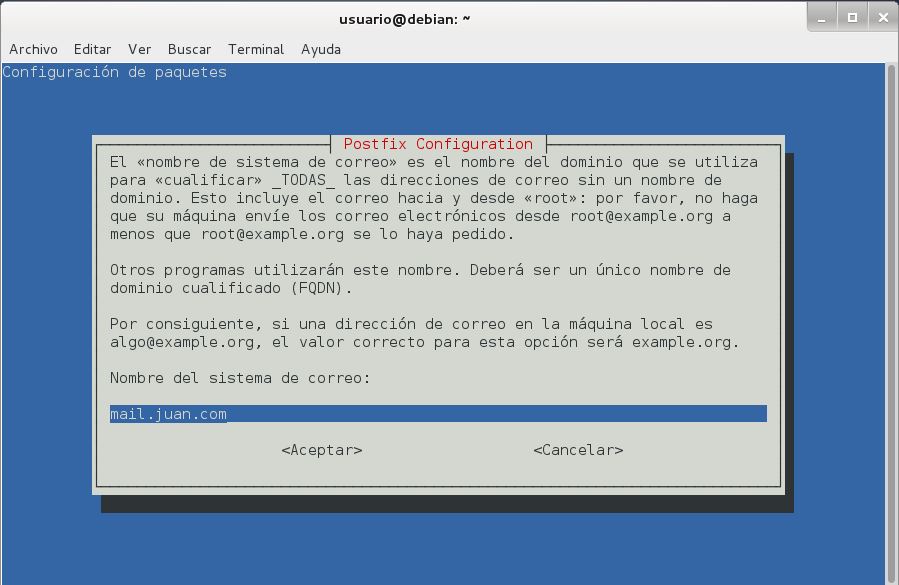 usuario@debian: ~
Archivo Editar Ver Buscar Terminal Ayuda
Configuración de paquetes
Postfix Configuration
El «nombre de sistema de correo» es el nombre del dominio que se utiliza
para «cualificar» _TODAS_ las direcciones de correo sin un nombre de
dominio. Esto incluye el correo hacia y desde «root»: por favor, no haga
que su máquina envíe los correo electrónicos desde root@example.org a
menos que root@example.org se lo haya pedido.
Otros programas utilizarán este nombre. Deberá ser un único nombre de
dominio cualificado (FQDN).
Por consiguiente, si una dirección de correo en la máquina local es
algo@example.org, el valor correcto para esta opción será example.org.
Nombre del sistema de correo:
mail.juan.com
<Aceptar> <Cancelar>